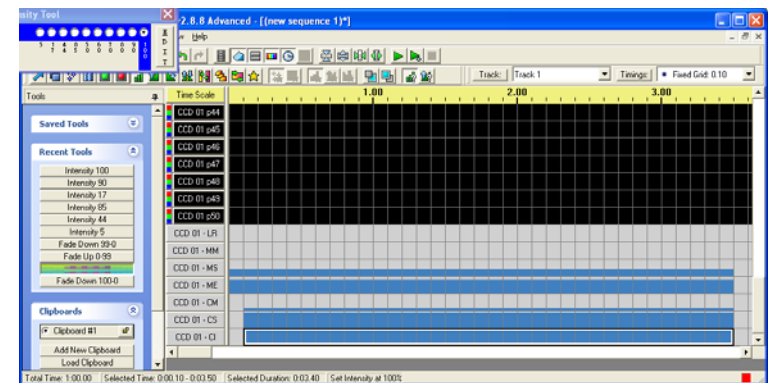 sity Tool
2.8.8 Advanced - [(new sequence 1)*]
Help
Track: Track 1 Timings: Fixed Grid: 0.10
Tools
Time Scale 1.00 2.00 3.00
Saved Tools
Recent Tools
Intensity 100
Intensity 90
Intensity 17
Intensity 85
Intensity 44
Intensity 5
Fade Down 99-0
Fade Up 0-99
Fade Down 100-0
Clipboards
Clipboard #1
Add New Clipboard
Load Clipboard
CCD 01 p44
CCD 01 p45
CCD 01 p46
CCD 01 p47
CCD 01 p48
CCD 01 p49
CCD 01 p50
CCD 01 - LR
CCD 01 - MM
CCD 01 - MS
CCD 01 - ME
CCD 01 - CM
CCD 01 - CS
CCD 01 - CI
Total Time: 1:00.00 Selected Time: 0:00.10 - 0:03.50 Selected Duration: 0:03.40 Set Intensity at 100%